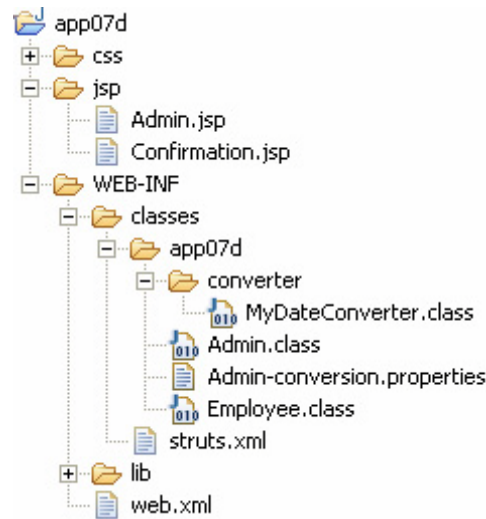 app07d
css
jsp
Admin.jsp
Confirmation.jsp
WEB-INF
classes
app07d
converter
MyDateConverter.class
Admin.class
Admin-conversion.properties
Employee.class
struts.xml
lib
web.xml